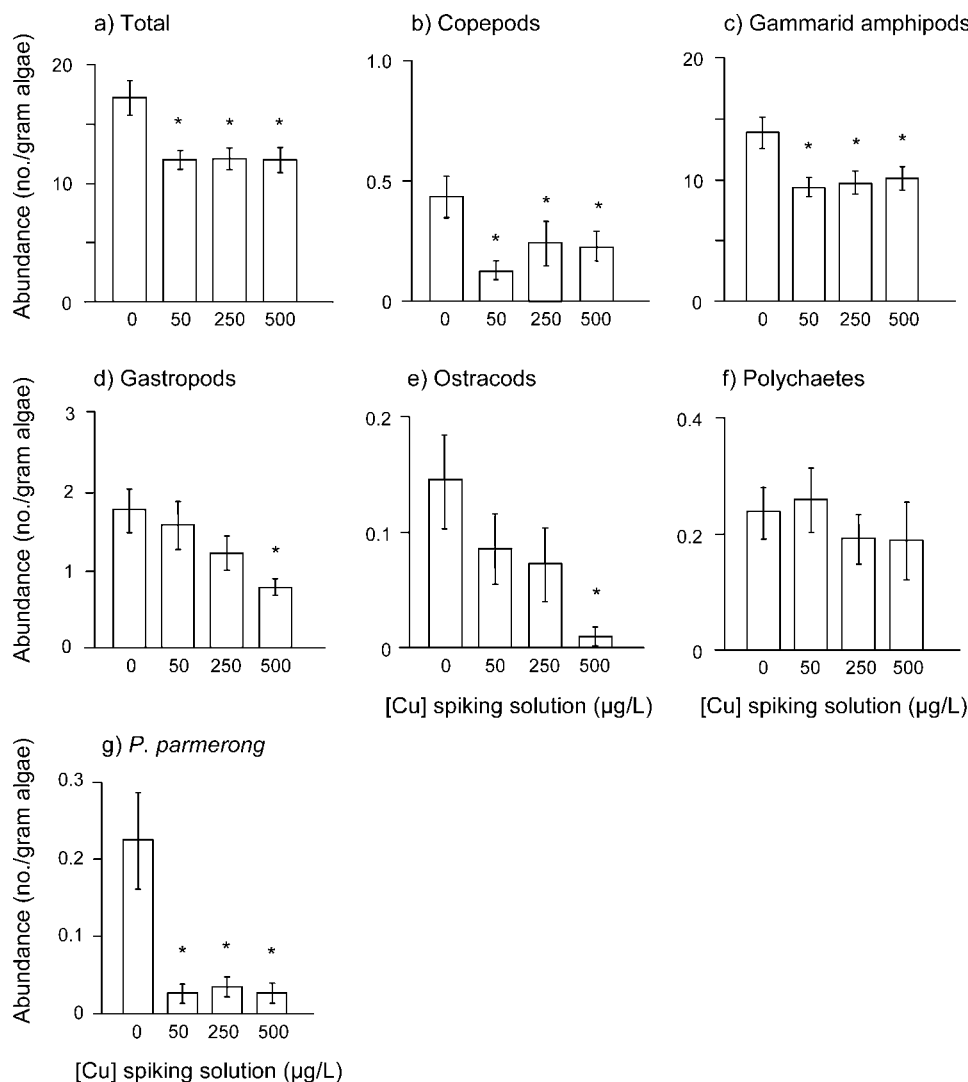 a) Total
b) Copepods
c) Gammarid amphipods
Abundance (no./gram algae)
20
10
0
1.0
0.5
0
20
10
0
*
*
*
*
*
*
*
*
*
0 50 250 500
0 50 250 500
0 50 250 500
d) Gastropods
e) Ostracods
f) Polychaetes
Abundance (no./gram algae)
3
2
1
0
0.2
0.1
0
0.4
0.2
0
*
*
0 50 250 500
0 50 250 500
0 50 250 500
[Cu] spiking solution (µg/L)
[Cu] spiking solution (µg/L)
g) P. parmerong
Abundance (no./gram algae)
0.3
0.2
0.1
0
*
*
*
0 50 250 500
[Cu] spiking solution (µg/L)